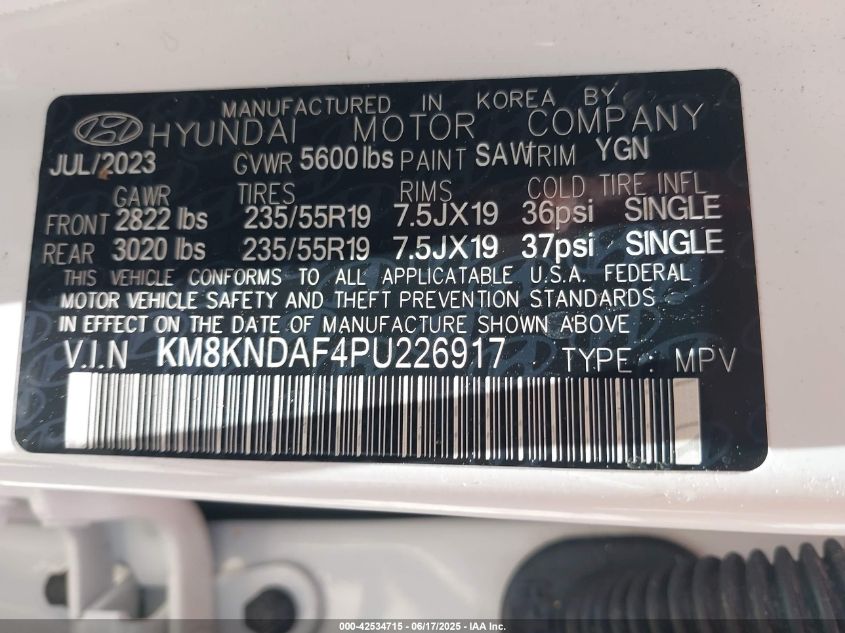 MANUFACTURED IN KOREA BY
HYUNDAI MOTOR COMPANY
JUL/2023 GVWR 5600lbs PAINT SAW TRIM YGN
GAWR TIRES RIMS COLD TIRE INFL
FRONT 2822 lbs 235/55R19 7.5JX19 36psi SINGLE
REAR 3020 lbs 235/55R19 7.5JX19 37psi SINGLE
THIS VEHICLE CONFORMS TO ALL APPLICATABLE U.S.A. FEDERAL
MOTOR VEHICLE SAFETY AND THEFT PREVENTION STANDARDS
IN EFFECT ON THE DATE OF MANUFACTURE SHOWN ABOVE
V.I.N KM8KNDAF4PU226917 TYPE : MPV
000-42534715 - 06/17/2025 - IAA Inc.